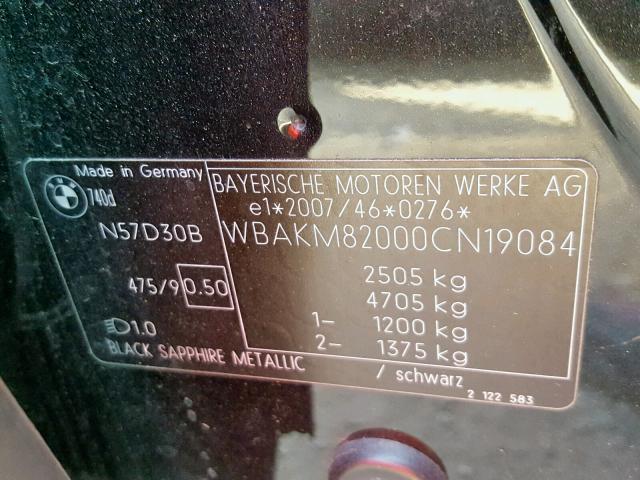 Made in Germany
740d
N57D30B
475/9 0.50
1.0
BLACK SAPPHIRE METALLIC
BAYERISCHE MOTOREN WERKE AG
e1*2007/46*0276*
WBAKM82000CN19084
2505 kg
4705 kg
1- 1200 kg
2- 1375 kg
/ schwarz
2 122 583